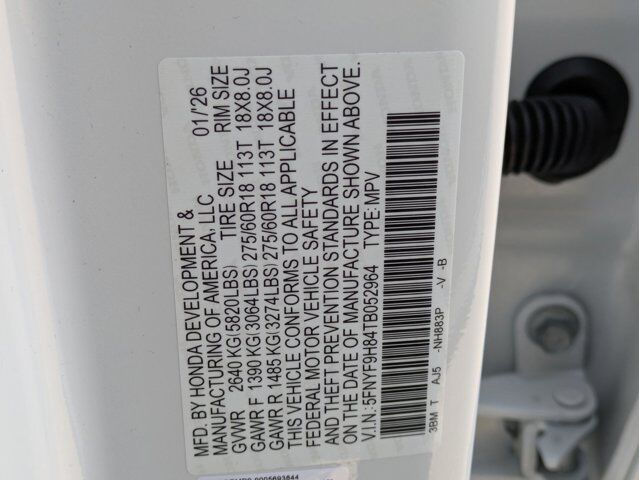 MFD. BY HONDA DEVELOPMENT & 01/'26
MANUFACTURING OF AMERICA, LLC
TIRE SIZE RIM SIZE
GVWR 2640 KG(5820LBS)
GAWR F 1390 KG(3064LBS) 275/60R18 113T 18X8.0J
GAWR R 1485 KG(3274LBS) 275/60R18 113T 18X8.0J
THIS VEHICLE CONFORMS TO ALL APPLICABLE
FEDERAL MOTOR VEHICLE SAFETY
AND THEFT PREVENTION STANDARDS IN EFFECT
ON THE DATE OF MANUFACTURE SHOWN ABOVE.
V.I.N.:5FNYF9H84TB052964 TYPE:MPV
3BM T AJ5 -NH883P -V -B